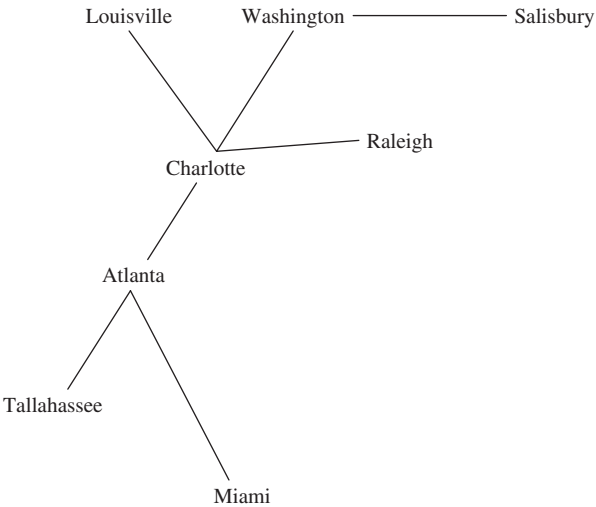 Louisville
Washington
Salisbury
Raleigh
Charlotte
Atlanta
Tallahassee
Miami